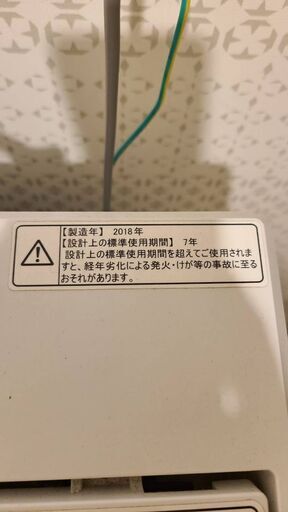 【製造年】 2018年
【設計上の標準使用期間】 7年
設計上の標準使用期間を超えてご使用されま
すと、経年劣化による発火・けが等の事故に至る
おそれがあります。